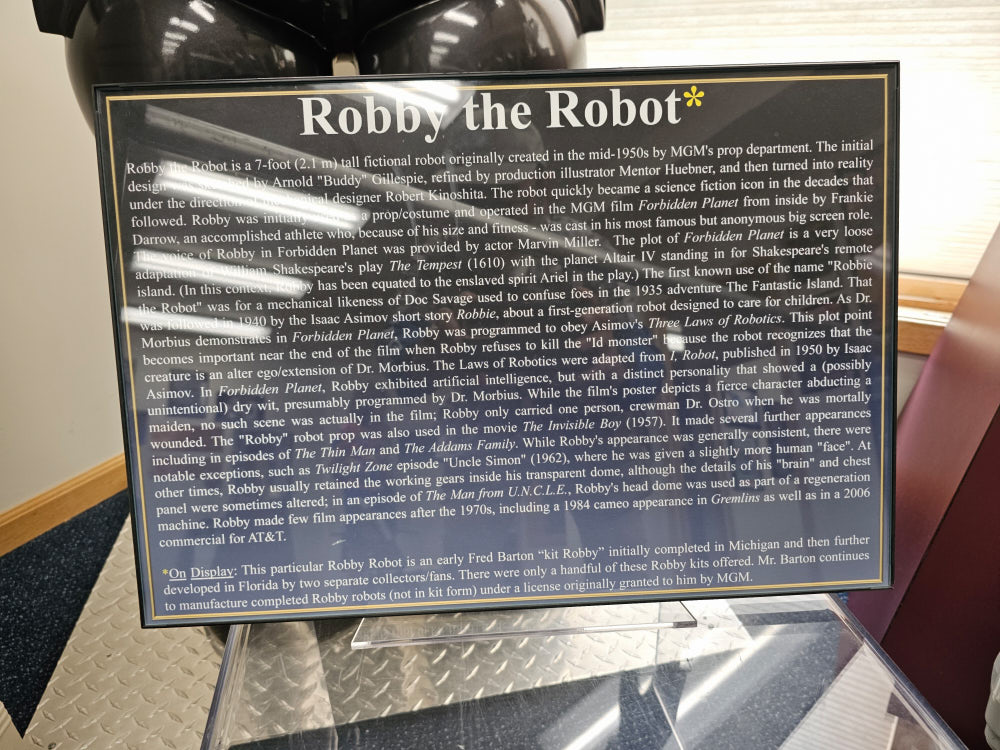 Robby the Robot*
Robby the Robot is a 7-foot (2.1 m) tall fictional robot originally created in the mid-1950s by MGM's prop department. The initial
design was sketched by Arnold "Buddy" Gillespie, refined by production illustrator Mentor Huebner, and then turned into reality
under the direction of mechanical designer Robert Kinoshita. The robot quickly became a science fiction icon in the decades that
followed. Robby was initially used as a prop/costume and operated in the MGM film Forbidden Planet from inside by Frankie
Darrow, an accomplished athlete who, because of his size and fitness - was cast in his most famous but anonymous big screen role.
The voice of Robby in Forbidden Planet was provided by actor Marvin Miller. The plot of Forbidden Planet is a very loose
adaptation of William Shakespeare's play The Tempest (1610) with the planet Altair IV standing in for Shakespeare's remote
island. (In this context, Robby has been equated to the enslaved spirit Ariel in the play.) The first known use of the name "Robbie
the Robot" was for a mechanical likeness of Doc Savage used to confuse foes in the 1935 adventure The Fantastic Island. That
was followed in 1940 by the Isaac Asimov short story Robbie, about a first-generation robot designed to care for children. As Dr.
Morbius demonstrates in Forbidden Planet, Robby was programmed to obey Asimov's Three Laws of Robotics. This plot point
becomes important near the end of the film when Robby refuses to kill the "Id monster" because the robot recognizes that the
creature is an alter ego/extension of Dr. Morbius. The Laws of Robotics were adapted from I, Robot, published in 1950 by Isaac
Asimov. In Forbidden Planet, Robby exhibited artificial intelligence, but with a distinct personality that showed a (possibly
unintentional) dry wit, presumably programmed by Dr. Morbius. While the film's poster depicts a fierce character abducting a
maiden, no such scene was actually in the film; Robby only carried one person, crewman Dr. Ostro when he was mortally
wounded. The "Robby" robot prop was also used in the movie The Invisible Boy (1957). It made several further appearances
including in episodes of The Thin Man and The Addams Family. While Robby's appearance was generally consistent, there were
notable exceptions, such as Twilight Zone episode "Uncle Simon" (1962), where he was given a slightly more human "face". At
other times, Robby usually retained the working gears inside his transparent dome, although the details of his "brain" and chest
panel were sometimes altered; in an episode of The Man from U.N.C.L.E., Robby's head dome was used as part of a regeneration
machine. Robby made few film appearances after the 1970s, including a 1984 cameo appearance in Gremlins as well as in a 2006
commercial for AT&T.
*On Display: This particular Robby Robot is an early Fred Barton “kit Robby” initially completed in Michigan and then further
developed in Florida by two separate collectors/fans. There were only a handful of these Robby kits offered. Mr. Barton continues
to manufacture completed Robby robots (not in kit form) under a license originally granted to him by MGM.